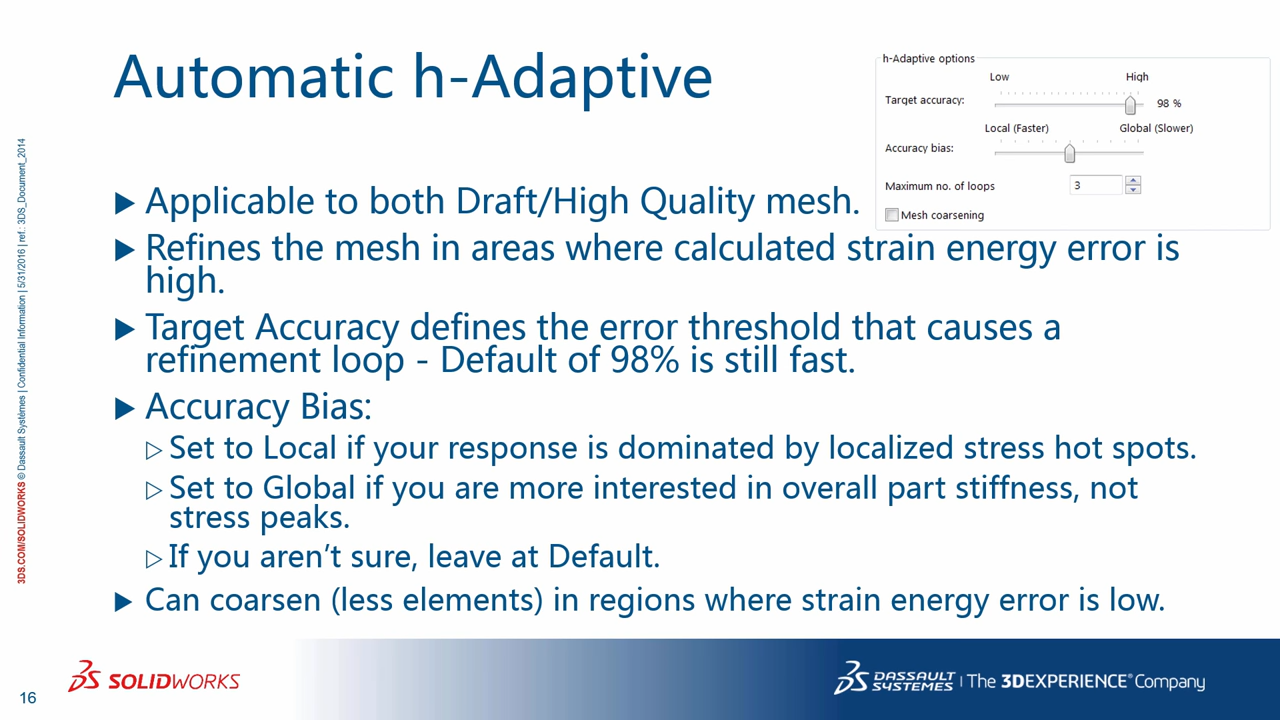 Automatic h-Adaptive
h-Adaptive options
Low High
Target accuracy: 98 %
Local (Faster) Global (Slower)
Accuracy bias:
Maximum no. of loops 3
Mesh coarsening
Applicable to both Draft/High Quality mesh.
Refines the mesh in areas where calculated strain energy error is
high.
Target Accuracy defines the error threshold that causes a
refinement loop - Default of 98% is still fast.
Accuracy Bias:
Set to Local if your response is dominated by localized stress hot spots.
Set to Global if you are more interested in overall part stiffness, not
stress peaks.
If you aren’t sure, leave at Default.
Can coarsen (less elements) in regions where strain energy error is low.
3DS.COM/SOLIDWORKS © Dassault Systèmes | Confidential Information | 5/31/2016 | ref.: 3DS_Document_2014
16
SOLIDWORKS
DASSAULT
SYSTEMES | The 3DEXPERIENCE® Company